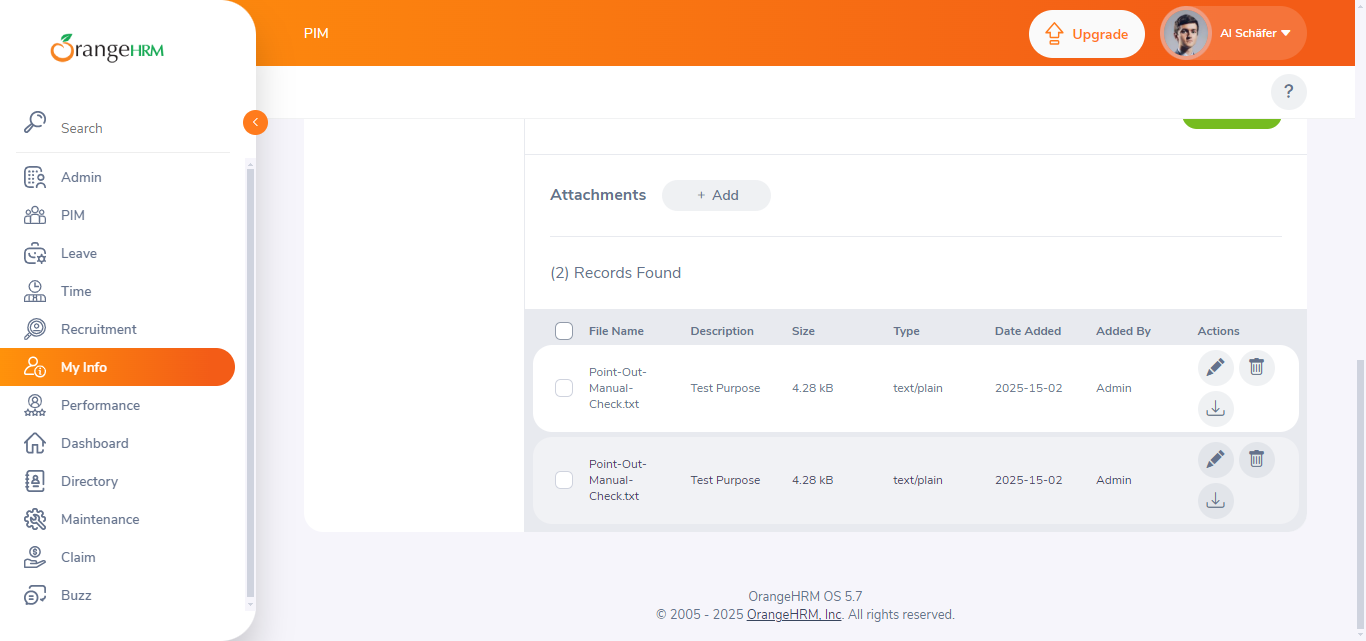 OrangeHRM
Search
Admin
PIM
Leave
Time
Recruitment
My Info
Performance
Dashboard
Directory
Maintenance
Claim
Buzz
PIM
Upgrade
Al Schäfer
?
Attachments
+ Add
(2) Records Found
File Name Description Size Type Date Added Added By Actions
Point-Out-
Manual-
Check.txt
Test Purpose 4.28 kB text/plain 2025-15-02 Admin
Point-Out-
Manual-
Check.txt
Test Purpose 4.28 kB text/plain 2025-15-02 Admin
OrangeHRM OS 5.7
© 2005 - 2025 OrangeHRM, Inc. All rights reserved.